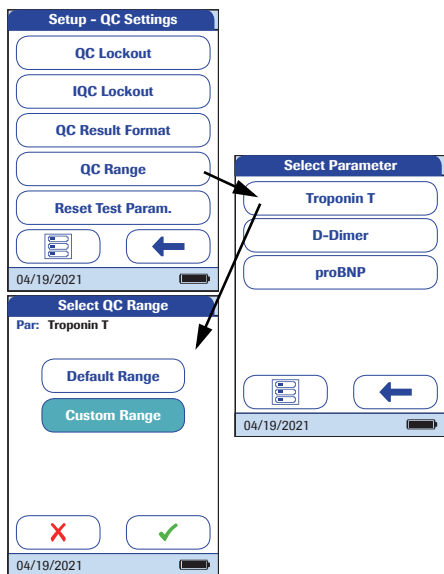 Setup - QC Settings
QC Lockout
IQC Lockout
QC Result Format
QC Range
Reset Test Param.
04/19/2021
Select Parameter
Troponin T
D-Dimer
proBNP
04/19/2021
Select QC Range
Par: Troponin T
Default Range
Custom Range
04/19/2021